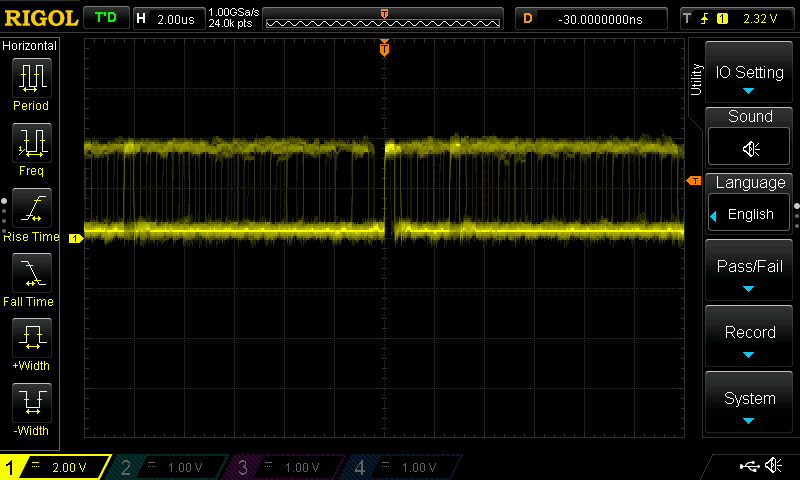 RIGOL T'D H 2.00us 1.00GSa/s 24.0k pts T D -30.0000000ns T 1 2.32 V
Horizontal
Period
Freq
Rise Time
Fall Time
+Width
-Width
T
T
1
Utility
IO Setting
Sound
Language
English
Pass/Fail
Record
System
1 2.00 V 2 1.00 V 3 1.00 V 4 1.00 V